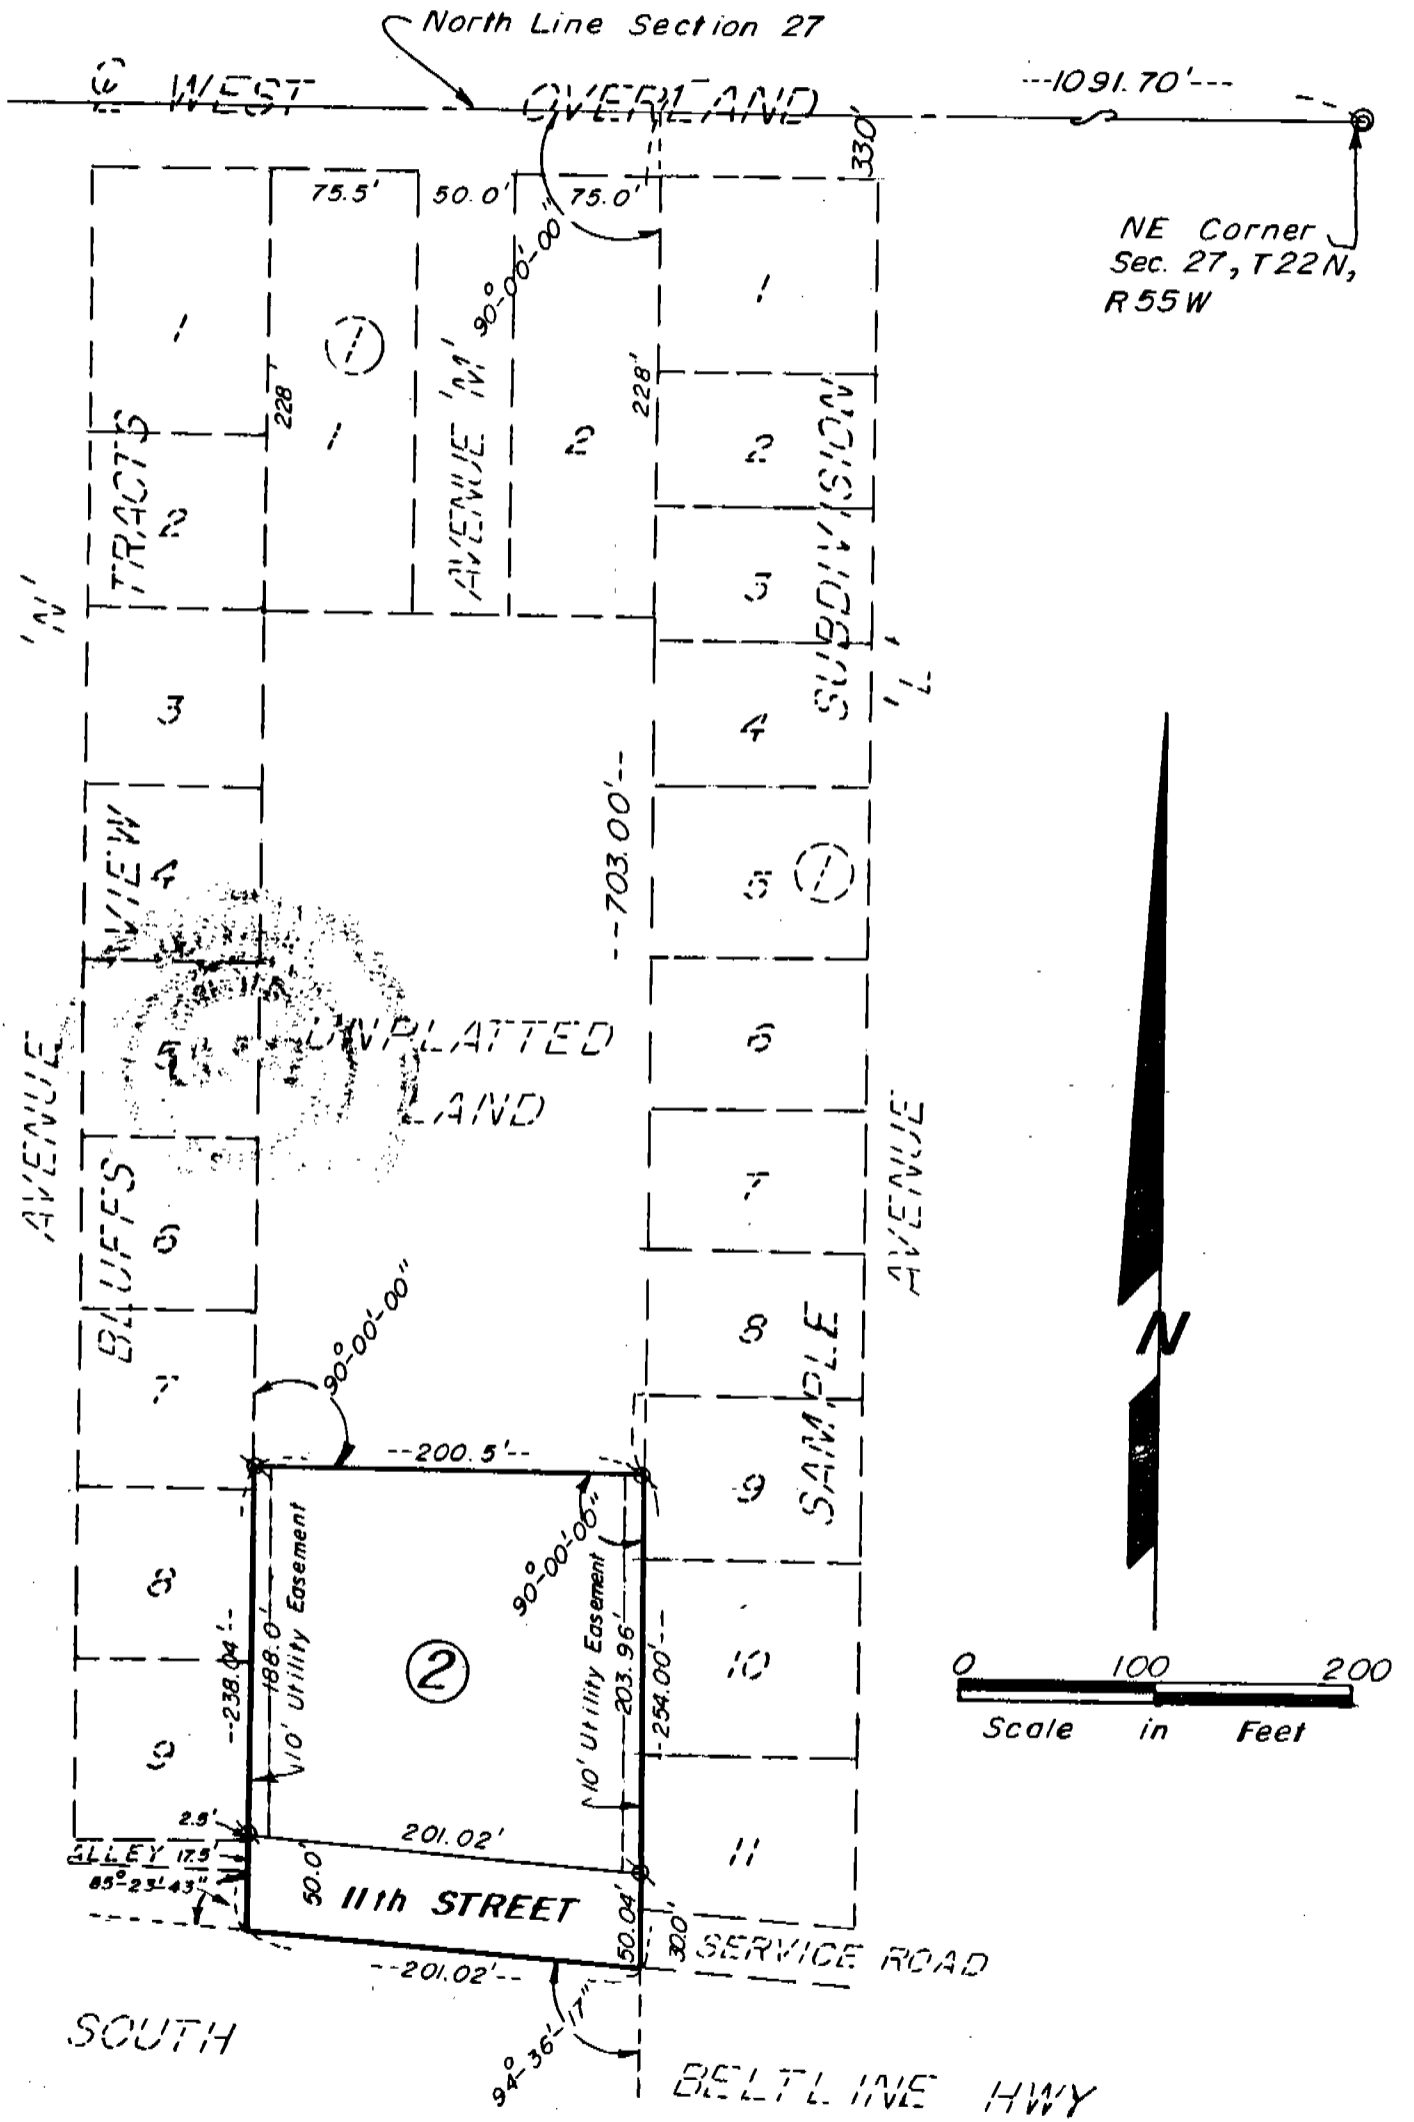 North Line Section 27
℄ WEST OVERLAND
---1091.70'---
33.0'
NE Corner
Sec. 27, T22N,
R55W
75.5'
50.0'
75.0'
90°-00'-00"
1
1
1
228'
1
AVENUE 'M'
2
228'
2
2
3
3
4
4
5
1
5
6
6
7
7
8
8
9
9
10
11
BLUFFS VIEW TRACTS
AVENUE 'N'
SAMPLE SUBDIVISION
AVENUE 'L'
--703.00'--
UNPLATTED
LAND
90°-00'-00"
--200.5'--
90°-00'-00"
--238.04'--
188.0'
10' Utility Easement
2
10' Utility Easement
203.96'
--254.00'--
2.5'
201.02'
ALLEY 17.5'
85°-23'-43"
50.0'
11th STREET
50.04'
30.0'
SERVICE ROAD
--201.02'--
94°-36'-17"
SOUTH BELTLINE HWY
N
0 100 200
Scale in Feet